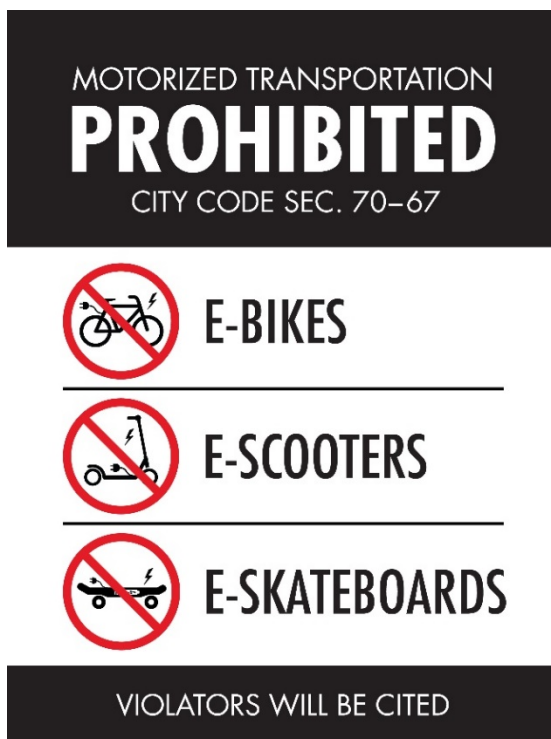 MOTORIZED TRANSPORTATION
PROHIBITED
CITY CODE SEC. 70–67
E-BIKES
E-SCOOTERS
E-SKATEBOARDS
VIOLATORS WILL BE CITED